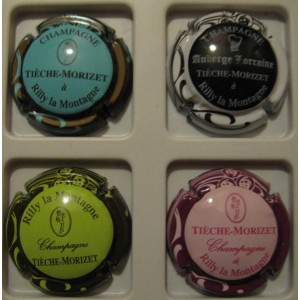 CHAMPAGNE
TIÈCHE-MORIZET
à
Rilly la Montagne
CHAMPAGNE
Auberge Lorraine
TIÈCHE-MORIZET
à
Rilly la Montagne
Rilly la Montagne
Champagne
TIÈCHE-MORIZET
TIÈCHE-MORIZET
Champagne
à
Rilly la Montagne